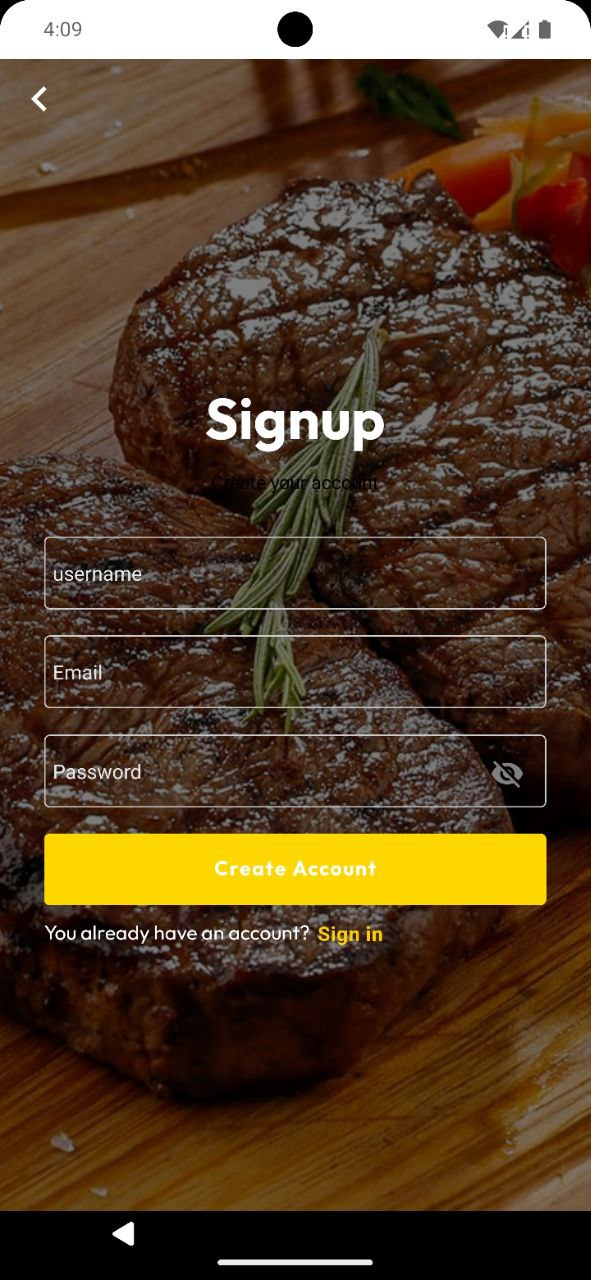 4:09
Signup
Create your account
username
Email
Password
Create Account
You already have an account? Sign in